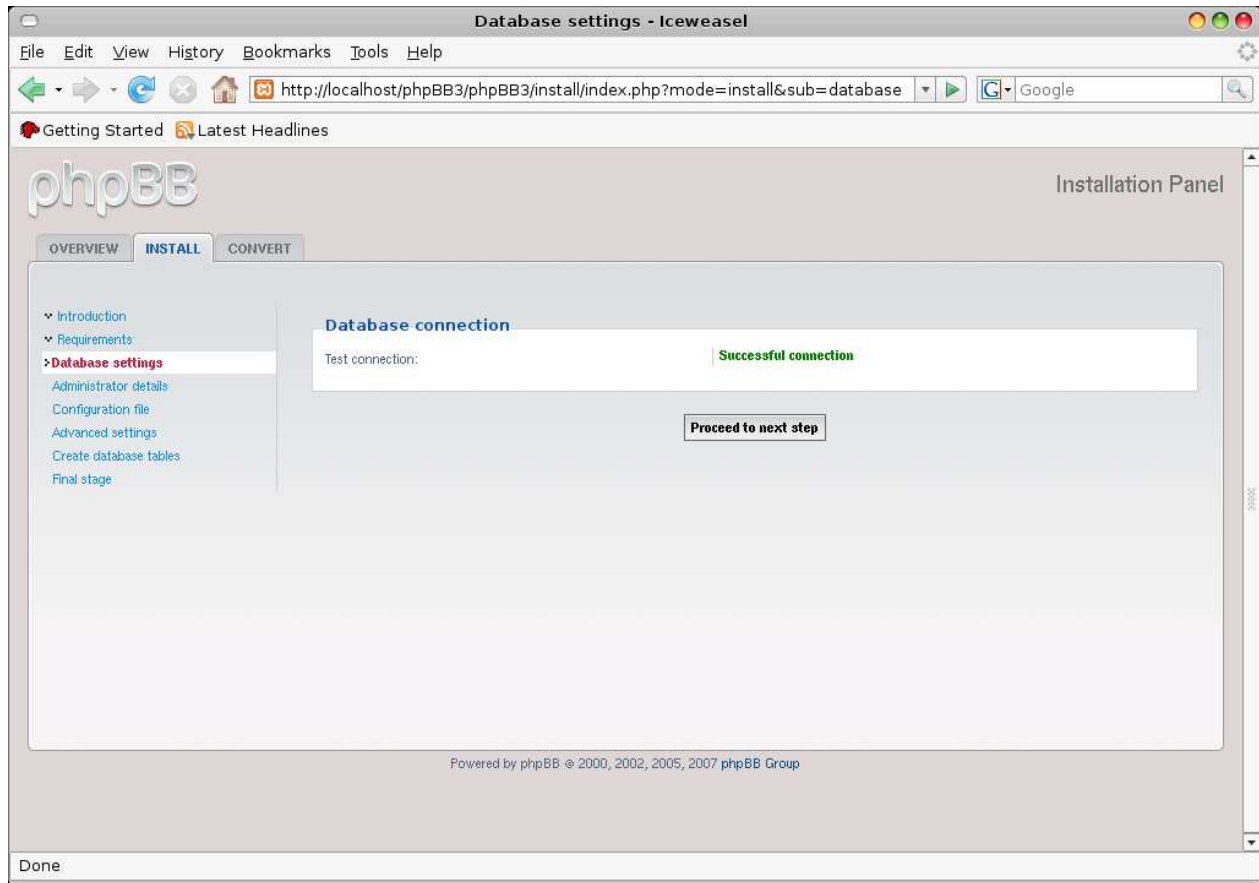 Database settings - Iceweasel
File Edit View History Bookmarks Tools Help
http://localhost/phpBB3/phpBB3/install/index.php?mode=install&sub=database G Google
Getting Started Latest Headlines
phpBB
Installation Panel
OVERVIEW INSTALL CONVERT
Introduction
Requirements
Database settings
Administrator details
Configuration file
Advanced settings
Create database tables
Final stage
Database connection
Test connection: Successful connection
Proceed to next step
Powered by phpBB © 2000, 2002, 2005, 2007 phpBB Group
Done